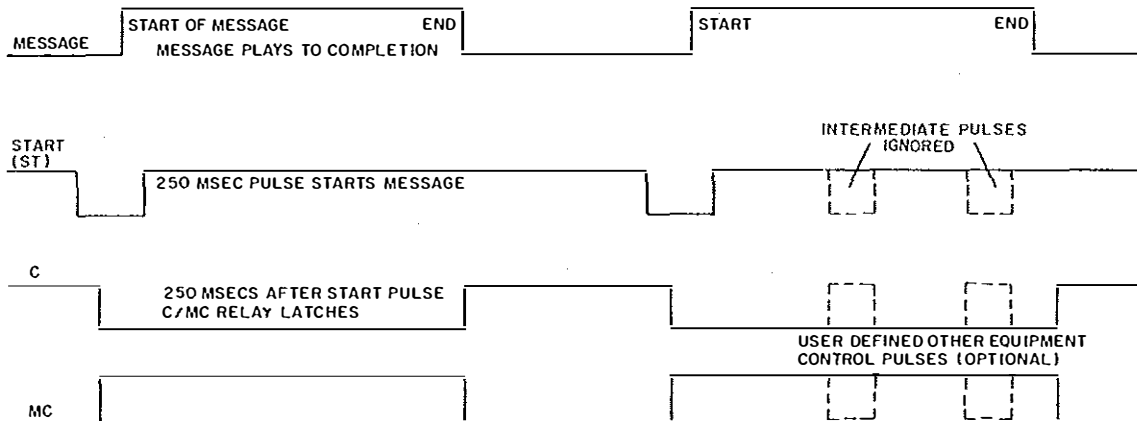 START OF MESSAGE END START END
MESSAGE MESSAGE PLAYS TO COMPLETION
INTERMEDIATE PULSES
IGNORED
START
(ST)
250 MSEC PULSE STARTS MESSAGE
C
250 MSECS AFTER START PULSE
C/MC RELAY LATCHES
USER DEFINED OTHER EQUIPMENT
CONTROL PULSES (OPTIONAL)
MC